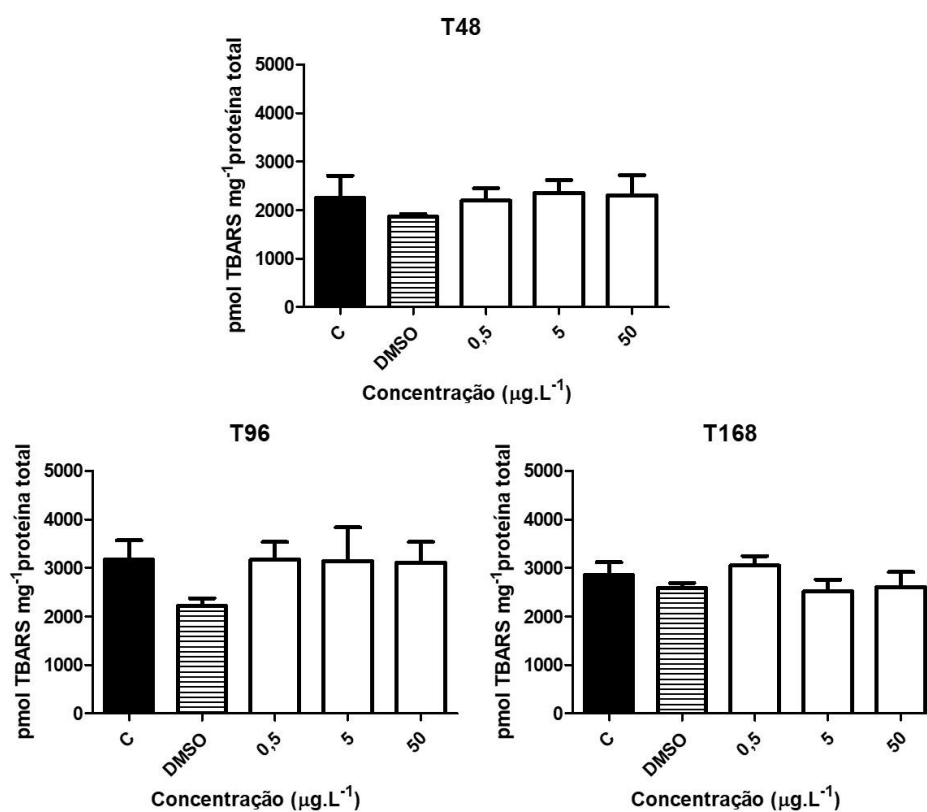 T48
pmol TBARS mg⁻¹proteína total
5000
4000
3000
2000
1000
0
C
DMSO
0,5
5
50
Concentração (µg.L⁻¹)
T96
pmol TBARS mg⁻¹proteína total
5000
4000
3000
2000
1000
0
C
DMSO
0,5
5
50
Concentração (µg.L⁻¹)
T168
pmol TBARS mg⁻¹proteína total
5000
4000
3000
2000
1000
0
C
DMSO
0,5
5
50
Concentração (µg.L⁻¹)